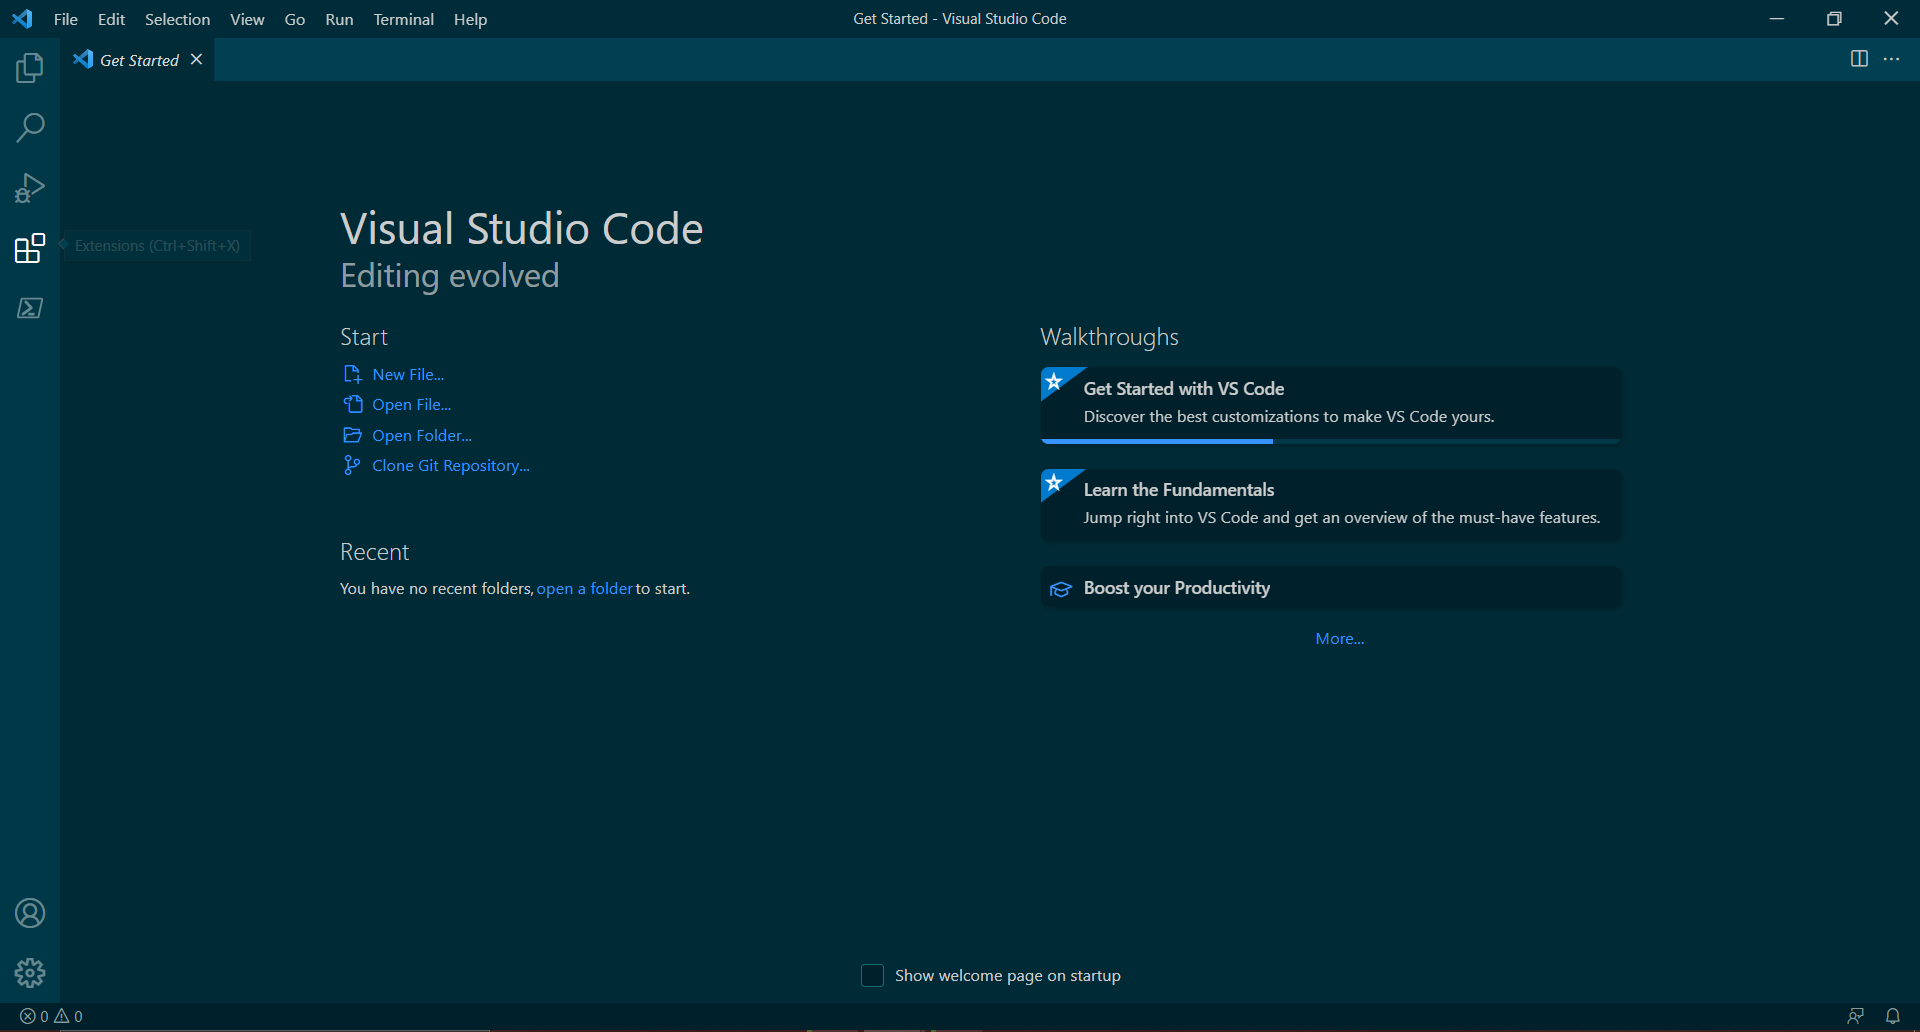 File Edit Selection View Go Run Terminal Help
Get Started - Visual Studio Code
Get Started
Extensions (Ctrl+Shift+X)
Visual Studio Code
Editing evolved
Start
New File...
Open File...
Open Folder...
Clone Git Repository...
Recent
You have no recent folders, open a folder to start.
Walkthroughs
Get Started with VS Code
Discover the best customizations to make VS Code yours.
Learn the Fundamentals
Jump right into VS Code and get an overview of the must-have features.
Boost your Productivity
More...
Show welcome page on startup
0 0